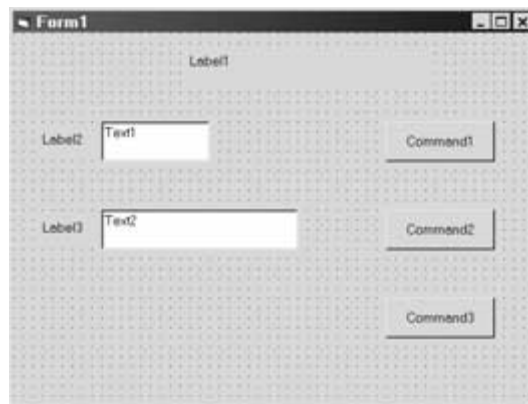 Form1
Label1
Label2
Text1
Command1
Label3
Text2
Command2
Command3